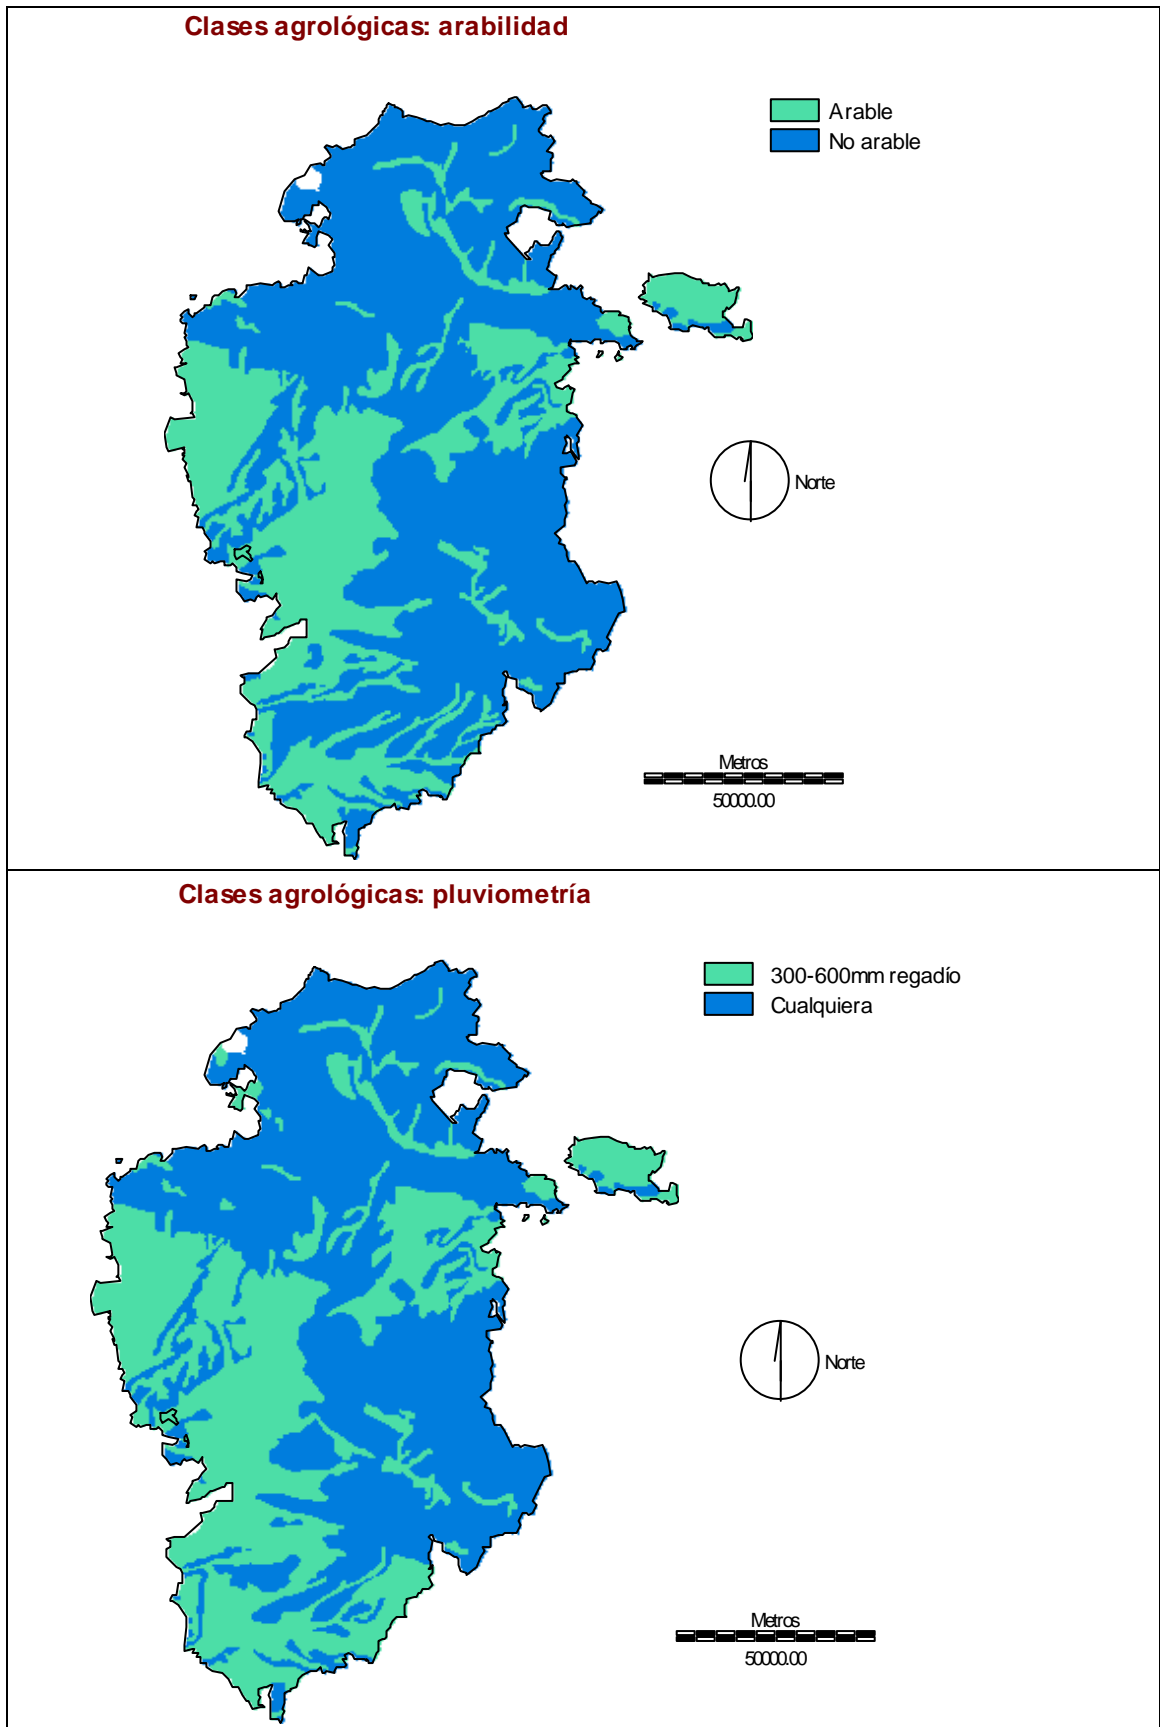 Clases agrológicas: arabilidad
Arable
No arable
Norte
Metros
50000.00
Clases agrológicas: pluviometría
300-600mm regadío
Cualquiera
Norte
Metros
50000.00